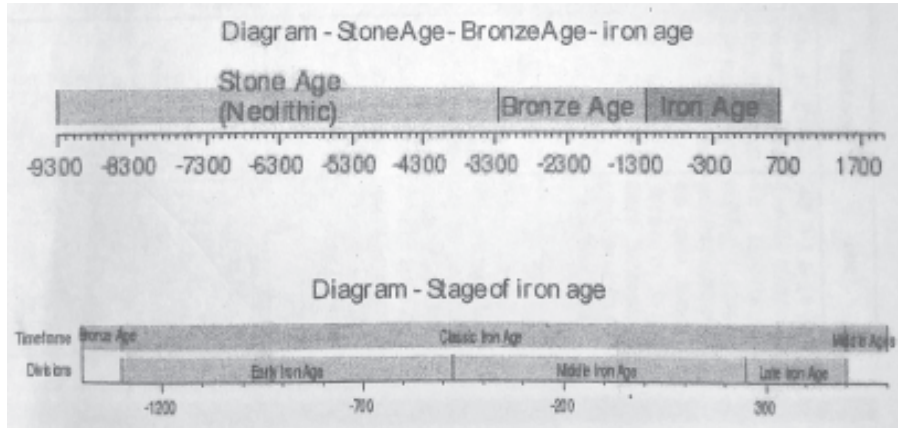 Diagram - StoneAge- BronzeAge- iron age
Stone Age
(Neolithic)
Bronze Age
Iron Age
-9300 -8300 -7300 -6300 -5300 -4300 -3300 -2300 -1300 -300 700 1700
Diagram - Stage of iron age
Timeframe Bronze Age Classic Iron Age Middle Ages
Divisions Early Iron Age Middle Iron Age Late Iron Age
-1200 -700 -200 300